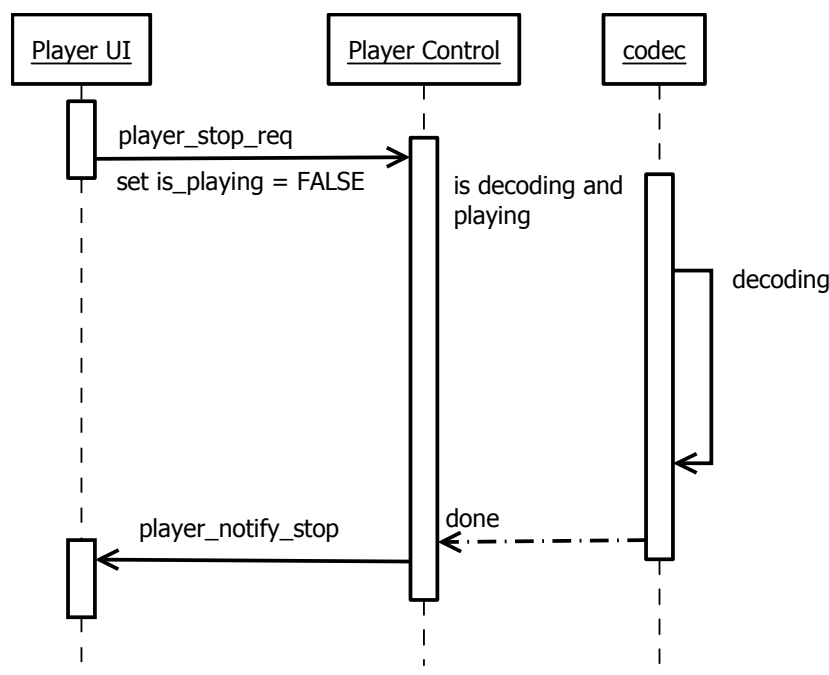 Player UI
Player Control
codec
player_stop_req
set is_playing = FALSE
is decoding and
playing
decoding
done
player_notify_stop